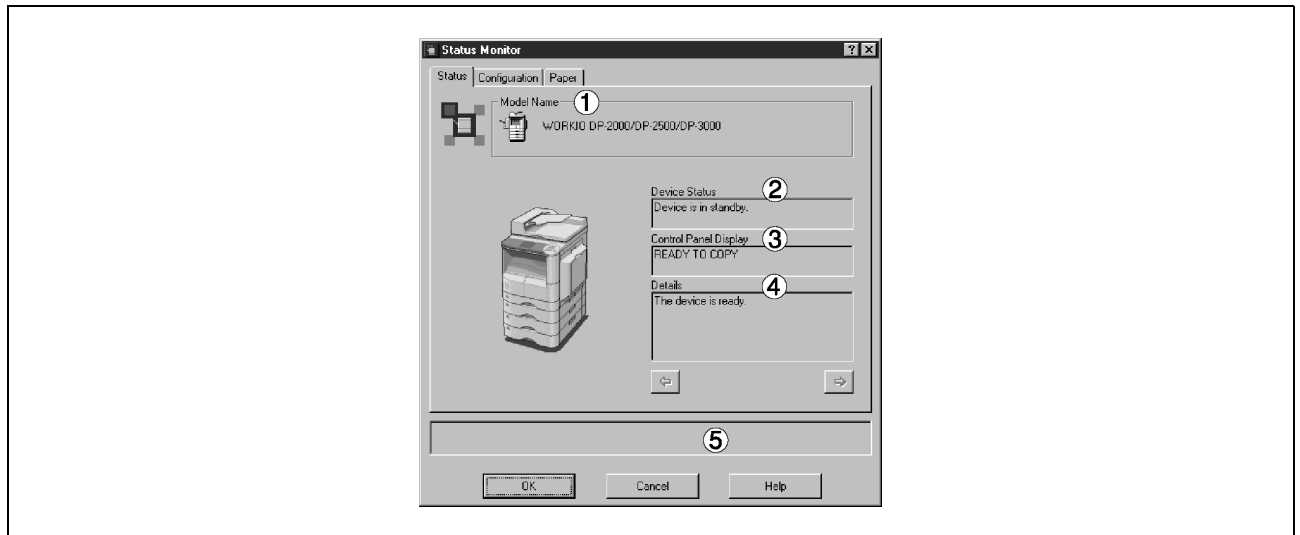 Status Monitor
Status Configuration Paper
Model Name ①
WORKIO DP-2000/DP-2500/DP-3000
Device Status ②
Device is in standby.
Control Panel Display ③
READY TO COPY
Details ④
The device is ready.
⑤
OK Cancel Help